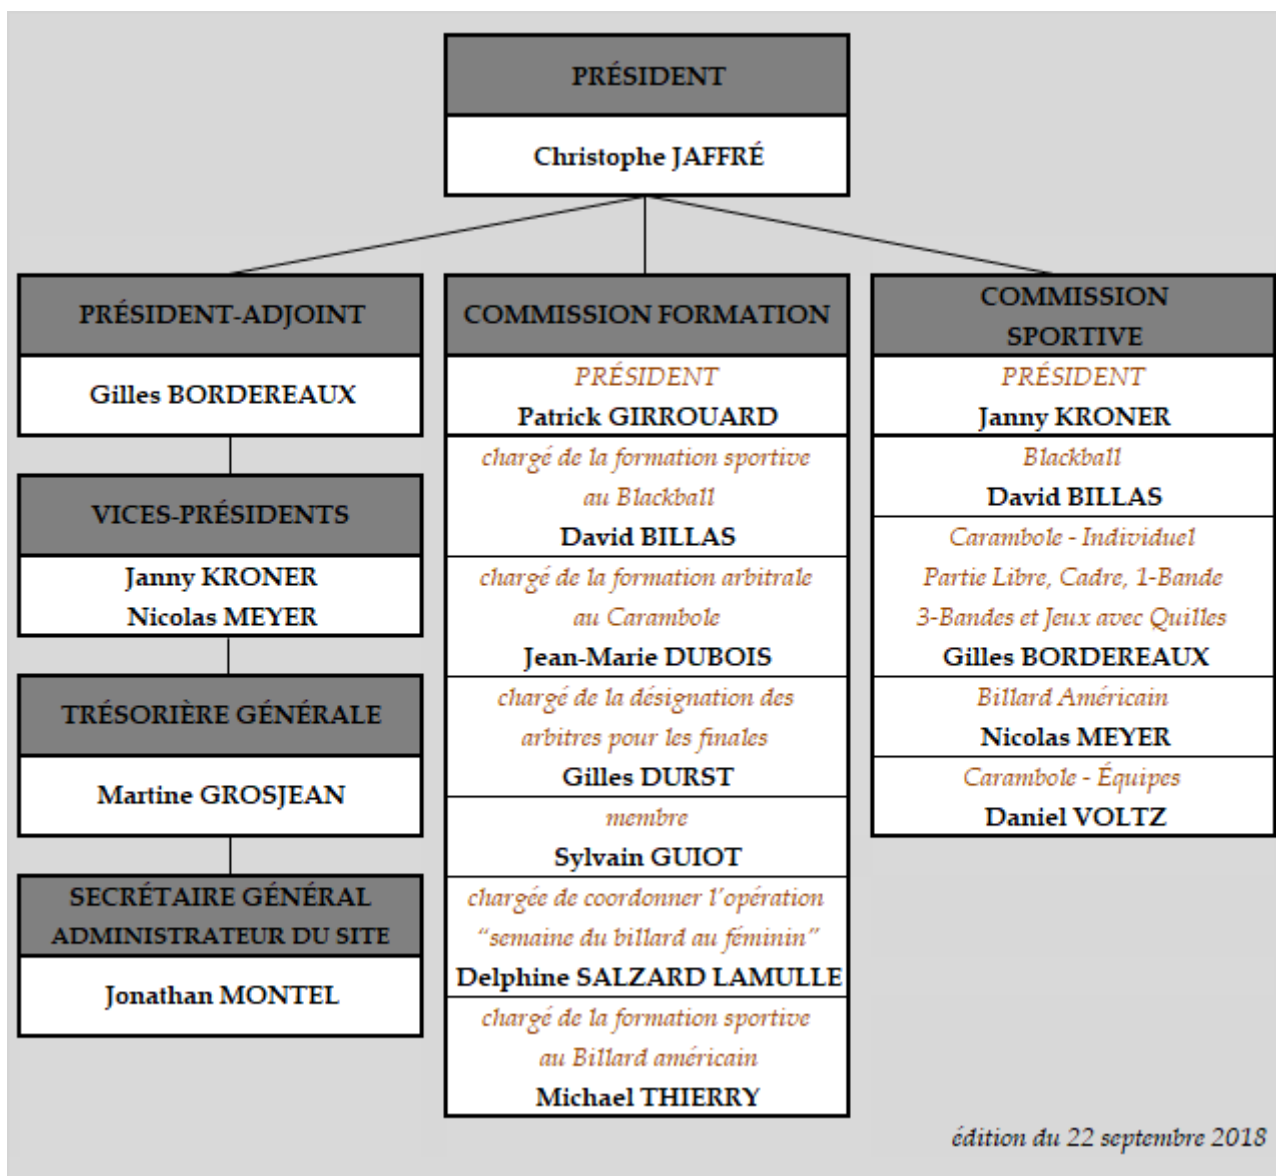 PRÉSIDENT
Christophe JAFFRÉ
PRÉSIDENT-ADJOINT
Gilles BORDEREAUX
VICES-PRÉSIDENTS
Janny KRONER
Nicolas MEYER
TRÉSORIÈRE GÉNÉRALE
Martine GROSJEAN
SECRÉTAIRE GÉNÉRAL
ADMINISTRATEUR DU SITE
Jonathan MONTEL
COMMISSION FORMATION
PRÉSIDENT
Patrick GIRROUARD
chargé de la formation sportive
au Blackball
David BILLAS
chargé de la formation arbitrale
au Carambole
Jean-Marie DUBOIS
chargé de la désignation des
arbitres pour les finales
Gilles DURST
membre
Sylvain GUIOT
chargée de coordonner l’opération
“semaine du billard au féminin”
Delphine SALZARD LAMULLE
chargé de la formation sportive
au Billard américain
Michael THIERRY
COMMISSION
SPORTIVE
PRÉSIDENT
Janny KRONER
Blackball
David BILLAS
Carambole - Individuel
Partie Libre, Cadre, 1-Bande
3-Bandes et Jeux avec Quilles
Gilles BORDEREAUX
Billard Américain
Nicolas MEYER
Carambole - Équipes
Daniel VOLTZ
édition du 22 septembre 2018